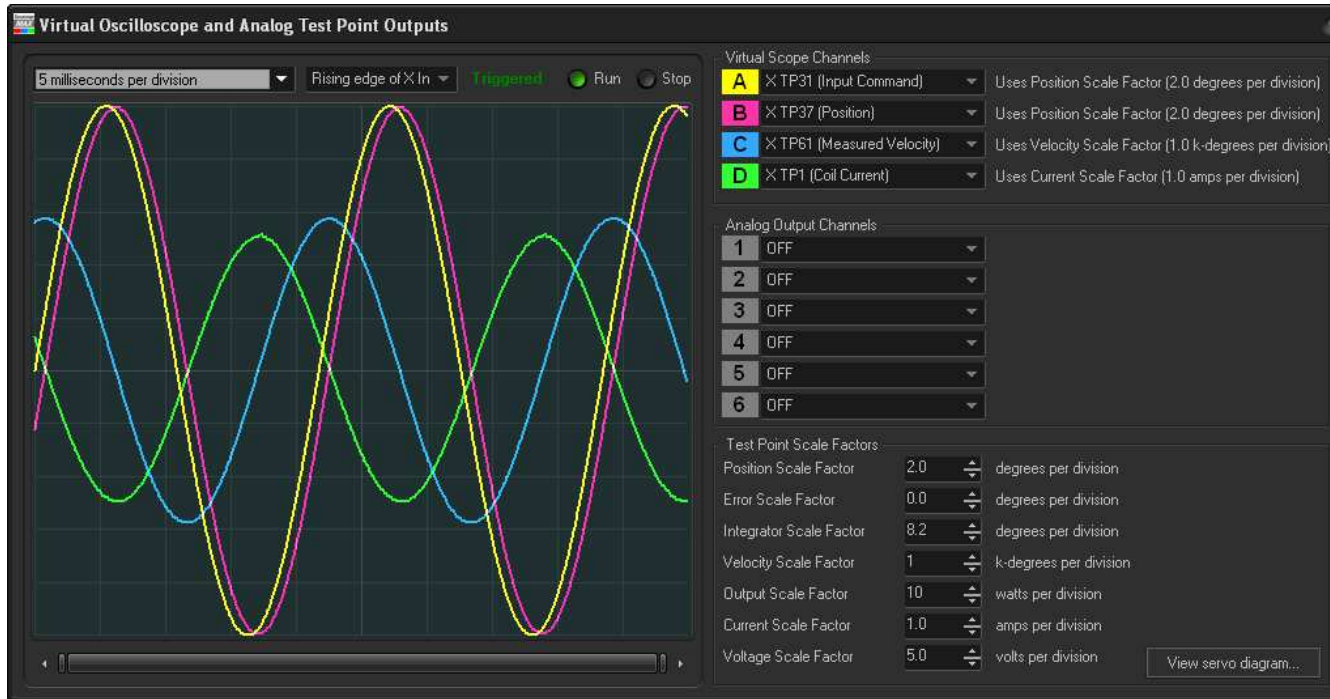 Virtual Oscilloscope and Analog Test Point Outputs
5 milliseconds per division
Rising edge of X In
Triggered
Run
Stop
Virtual Scope Channels
A X TP31 (Input Command) Uses Position Scale Factor (2.0 degrees per division)
B X TP37 (Position) Uses Position Scale Factor (2.0 degrees per division)
C X TP61 (Measured Velocity) Uses Velocity Scale Factor (1.0 k-degrees per division)
D X TP1 (Coil Current) Uses Current Scale Factor (1.0 amps per division)
Analog Output Channels
1 OFF
2 OFF
3 OFF
4 OFF
5 OFF
6 OFF
Test Point Scale Factors
Position Scale Factor 2.0 degrees per division
Error Scale Factor 0.0 degrees per division
Integrator Scale Factor 8.2 degrees per division
Velocity Scale Factor 1 k-degrees per division
Output Scale Factor 10 watts per division
Current Scale Factor 1.0 amps per division
Voltage Scale Factor 5.0 volts per division
View servo diagram...